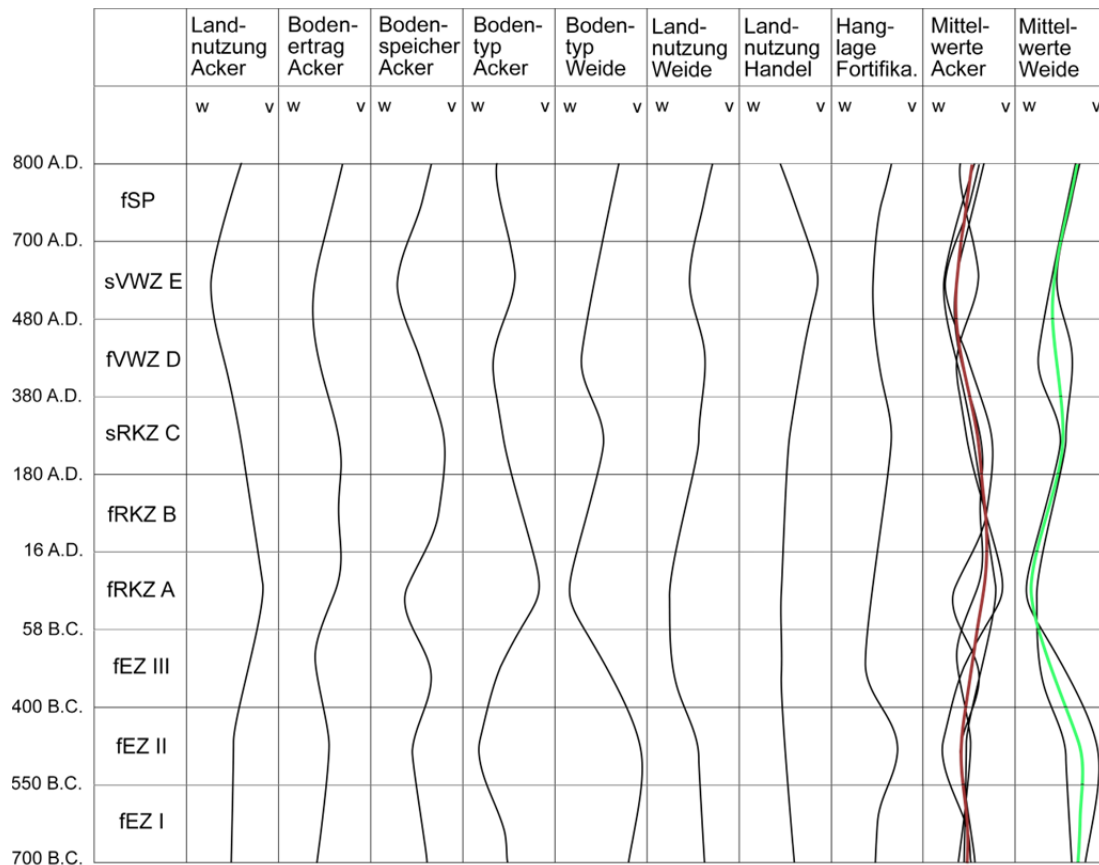 Land-
nutzung
Acker
Boden-
ertrag
Acker
Boden-
speicher
Acker
Boden-
typ
Acker
Boden-
typ
Weide
Land-
nutzung
Weide
Land-
nutzung
Handel
Hang-
lage
Fortifika.
Mittel-
werte
Acker
Mittel-
werte
Weide
w v w v w v w v w v w v w v w v w v w v
800 A.D.
fSP
700 A.D.
sVWZ E
480 A.D.
fVWZ D
380 A.D.
sRKZ C
180 A.D.
fRKZ B
16 A.D.
fRKZ A
58 B.C.
fEZ III
400 B.C.
fEZ II
550 B.C.
fEZ I
700 B.C.